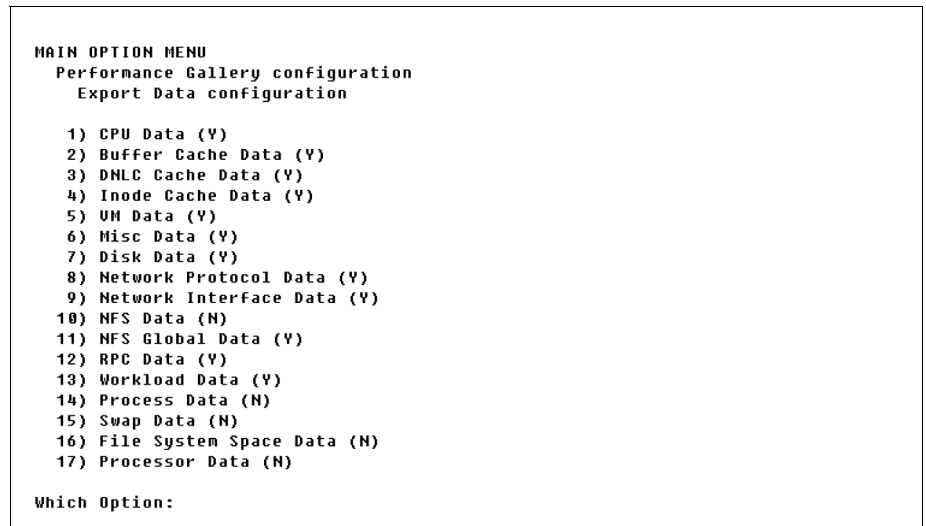 MAIN OPTION MENU
Performance Gallery configuration
Export Data configuration
1) CPU Data (Y)
2) Buffer Cache Data (Y)
3) DNLC Cache Data (Y)
4) Inode Cache Data (Y)
5) VM Data (Y)
6) Misc Data (Y)
7) Disk Data (Y)
8) Network Protocol Data (Y)
9) Network Interface Data (Y)
10) NFS Data (N)
11) NFS Global Data (Y)
12) RPC Data (Y)
13) Workload Data (Y)
14) Process Data (N)
15) Swap Data (N)
16) File System Space Data (N)
17) Processor Data (N)
Which Option: